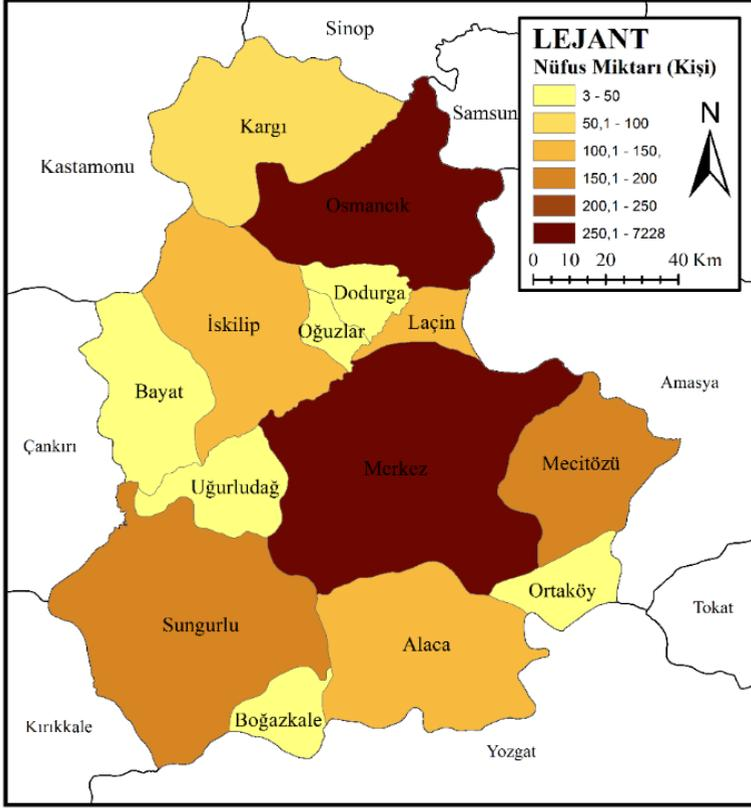 Sinop
LEJANT
Nüfus Miktarı (Kişi)
3 - 50
50,1 - 100
100,1 - 150,
150,1 - 200
200,1 - 250
250,1 - 7228
0 10 20 40 Km
N
Samsun
Kargı
Kastamonu
Osmancık
Dodurga
İskilip
Oğuzlar
Laçin
Bayat
Amasya
Çankırı
Merkez
Mecitözü
Uğurludağ
Ortaköy
Tokat
Sungurlu
Alaca
Boğazkale
Kırıkkale
Yozgat